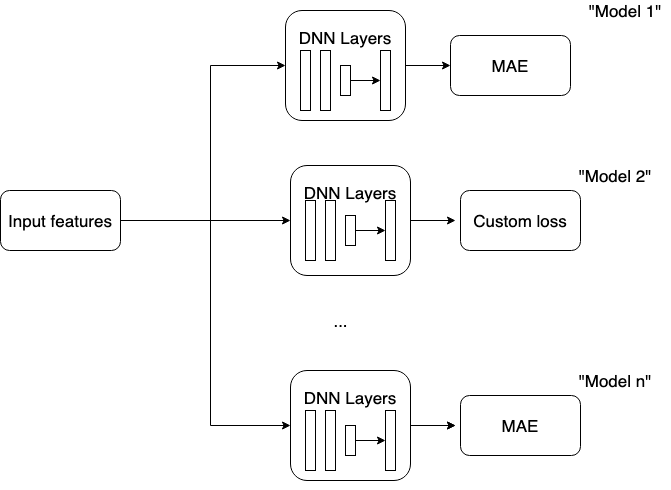 "Model 1"
DNN Layers
MAE
"Model 2"
DNN Layers
Input features
Custom loss
...
"Model n"
DNN Layers
MAE